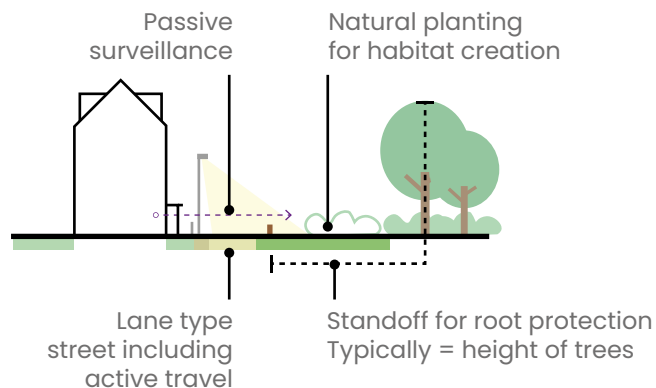 Passive
surveillance
Natural planting
for habitat creation
Lane type
street including
active travel
Standoff for root protection
Typically = height of trees